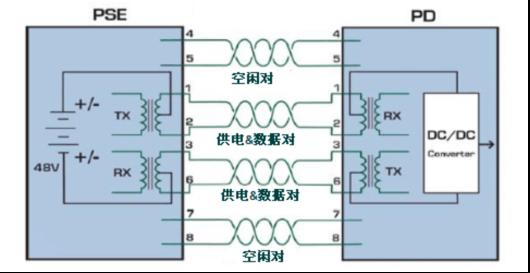 PSE PD
4 4
5 5
空闲对
1 1
+/- TX RX
2 2
供电&数据对
DC/DC
Converter
3 3
+/-
48V RX TX
6 6
供电&数据对
7 7
8 8
空闲对